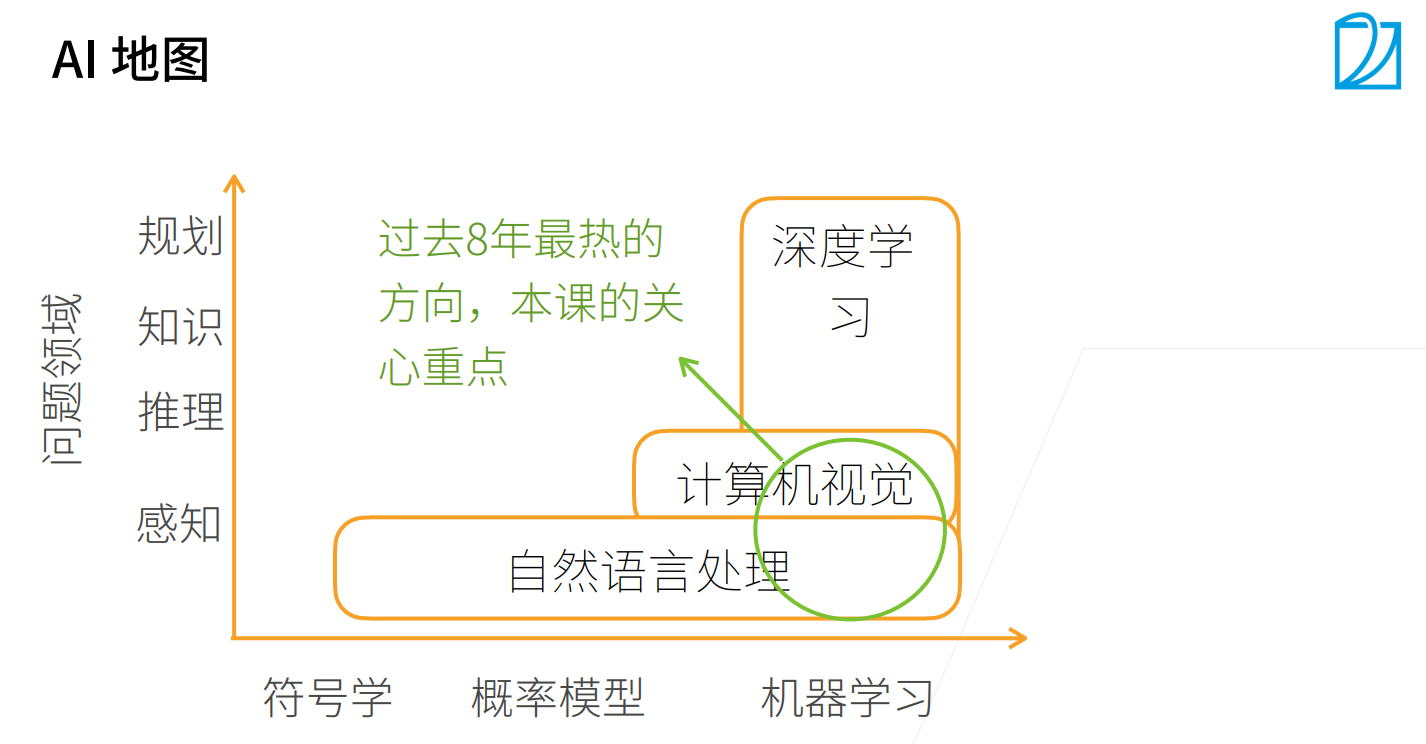 AI 地图
问题领域
规划
知识
推理
感知
过去8年最热的
方向，本课的关
心重点
深度学
习
计算机视觉
自然语言处理
符号学
概率模型
机器学习